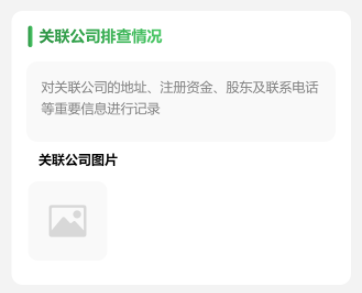 关联公司排查情况
对关联公司的地址、注册资金、股东及联系电话
等重要信息进行记录
关联公司图片